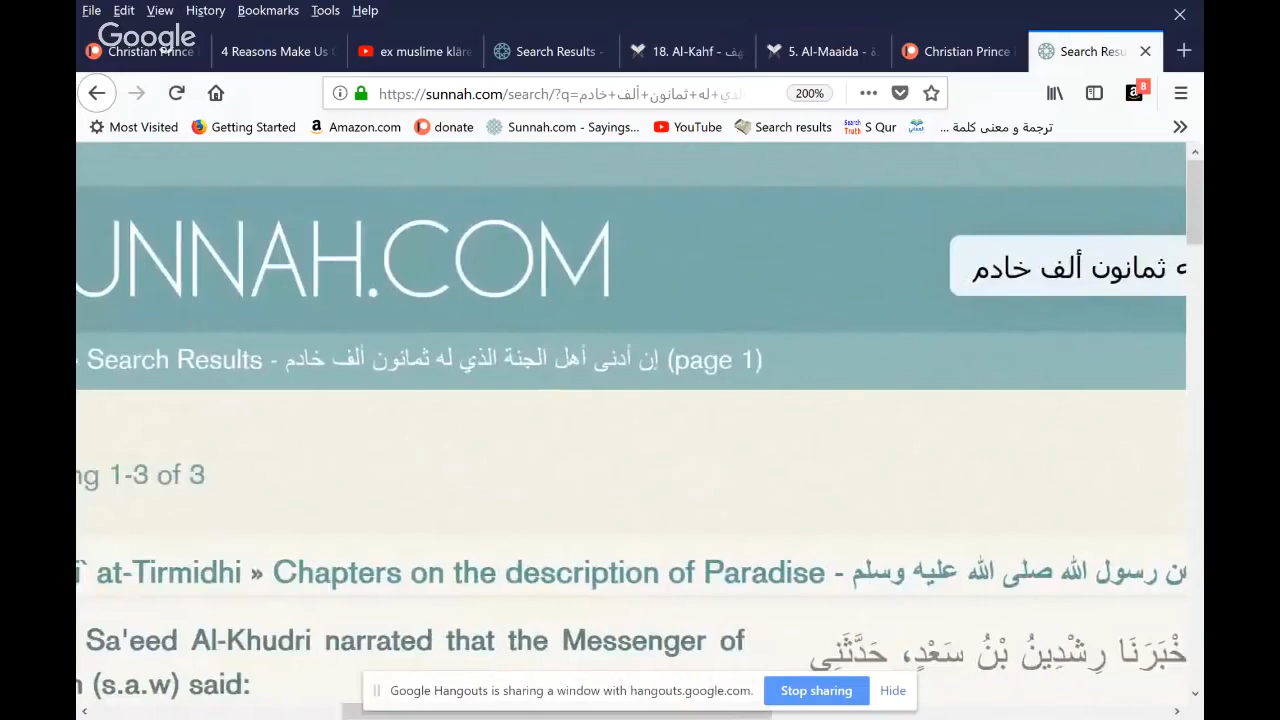 File Edit View History Bookmarks Tools Help
Google
Christian Prince
4 Reasons Make Us
ex muslime kläre
Search Results -
18. Al-Kahf -
5. Al-Maaida -
Christian Prince
Search Resu
https://sunnah.com/search/?q=خادم+ألف+ثمانون+له+الذي
200%
8
Most Visited Getting Started Amazon.com donate Sunnah.com - Sayings... YouTube Search results Search Truth S Qur ترجمة و معنى كلمة ...
UNNAH.COM
ثمانون ألف خادم
Search Results - إن أدنى أهل الجنة الذي له ثمانون ألف خادم (page 1)
ng 1-3 of 3
at-Tirmidhi » Chapters on the description of Paradise - رسول الله صلى الله عليه وسلم
Sa'eed Al-Khudri narrated that the Messenger of
خْبَرَنَا رِشْدِينُ بْنُ سَعْدٍ، حَدَّثَنِي
(s.a.w) said:
Google Hangouts is sharing a window with hangouts.google.com. Stop sharing Hide